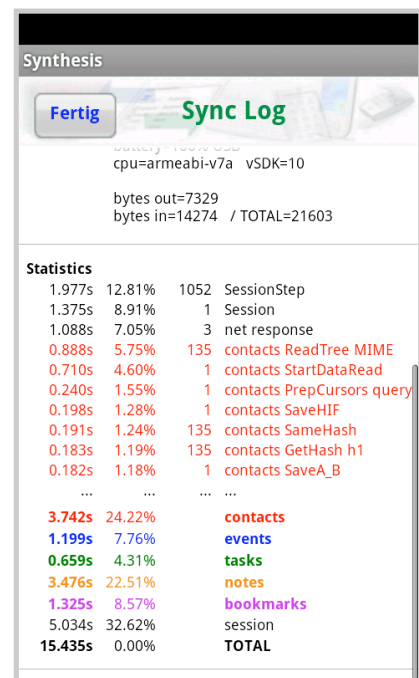 Synthesis
Fertig
Sync Log
battery=100% USB
cpu=armeabi-v7a vSDK=10
bytes out=7329
bytes in=14274 / TOTAL=21603
Statistics
1.977s 12.81% 1052 SessionStep
1.375s 8.91% 1 Session
1.088s 7.05% 3 net response
0.888s 5.75% 135 contacts ReadTree MIME
0.710s 4.60% 1 contacts StartDataRead
0.240s 1.55% 1 contacts PrepCursors query
0.198s 1.28% 1 contacts SaveHIF
0.191s 1.24% 135 contacts SameHash
0.183s 1.19% 135 contacts GetHash h1
0.182s 1.18% 1 contacts SaveA_B
... ... ... ...
3.742s 24.22% contacts
1.199s 7.76% events
0.659s 4.31% tasks
3.476s 22.51% notes
1.325s 8.57% bookmarks
5.034s 32.62% session
15.435s 0.00% TOTAL